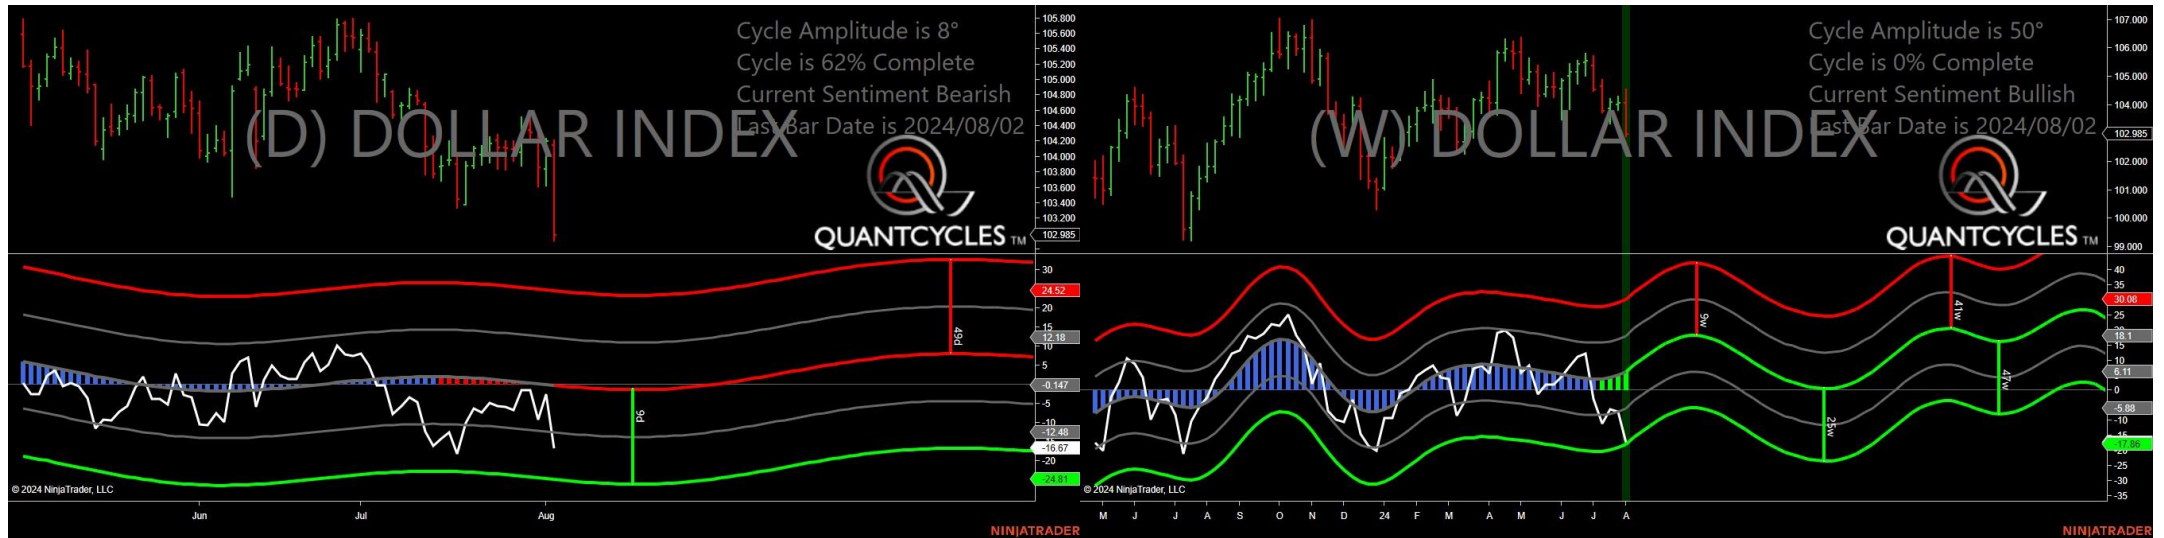 Cycle Amplitude is 8°
Cycle is 62% Complete
Current Sentiment Bearish
Last Bar Date is 2024/08/02
(D) DOLLAR INDEX
QUANTCYCLES TM
105.800
105.600
105.400
105.200
105.000
104.800
104.600
104.400
104.200
104.000
103.800
103.600
103.400
103.200
102.985
30
24.52
20
15
12.18
10
5
-0.147
-5
-10
-12.48
-16.67
-20
-24.81
49d
9d
© 2024 NinjaTrader, LLC
Jun
Jul
Aug
NINJATRADER
Cycle Amplitude is 50°
Cycle is 0% Complete
Current Sentiment Bullish
Last Bar Date is 2024/08/02
(W) DOLLAR INDEX
QUANTCYCLES TM
107.000
106.000
105.000
104.000
102.985
102.000
101.000
100.000
99.000
40
35
30.08
25
18.1
15
10
6.11
0
-5.88
-10
-17.86
-30
-35
9w
41w
25w
47w
© 2024 NinjaTrader, LLC
M J J A S O N D 24 F M A M J J A
NINJATRADER